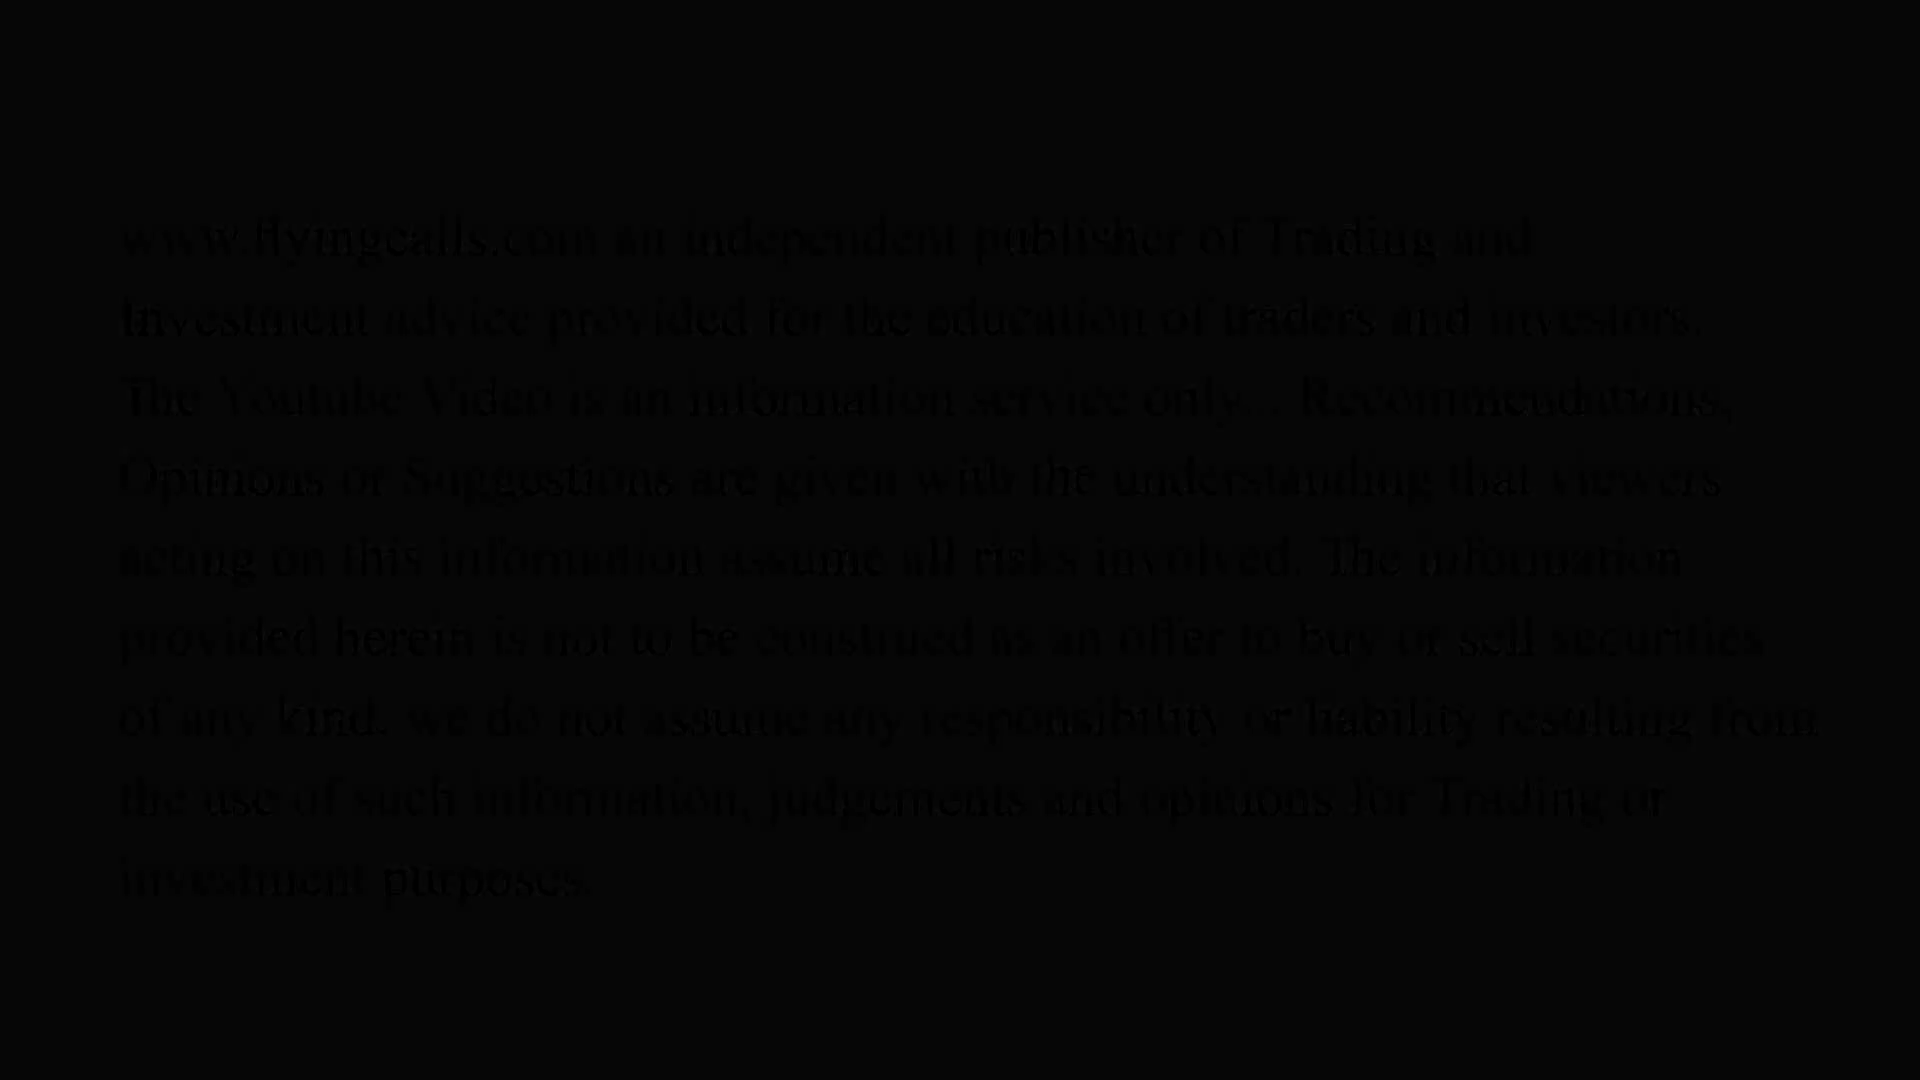 www.flyingcalls.com an independent publisher of Trading and
Investment advice provided for the education of traders and investors.
The Youtube Video is an information service only. . Recommendations,
Opinions or Suggestions are given with the understanding that viewers
acting on this information assume all risks involved. The information
provided herein is not to be construed as an offer to buy or sell securities
of any kind. we do not assume any responsibility or liability resulting from
the use of such information, judgements and opinions for Trading or
investment purposes.